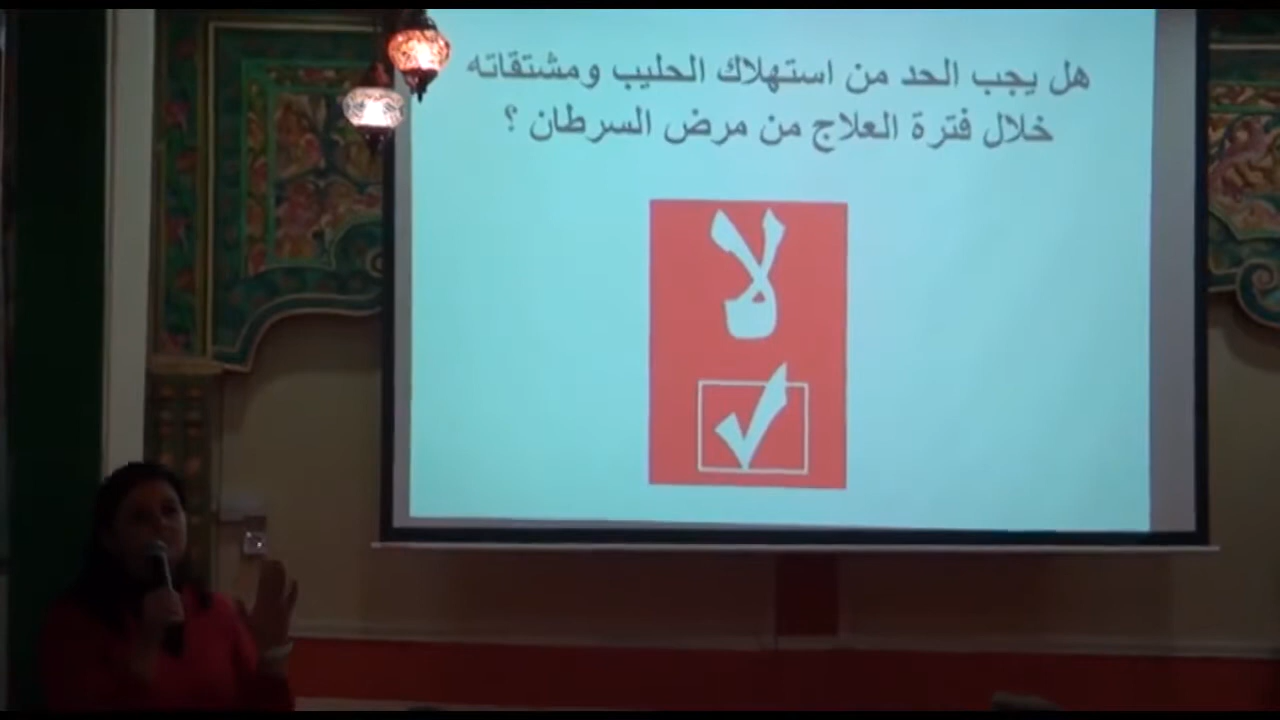 هل يجب الحد من استهلاك الحليب ومشتقاته
خلال فترة العلاج من مرض السرطان ؟
لا